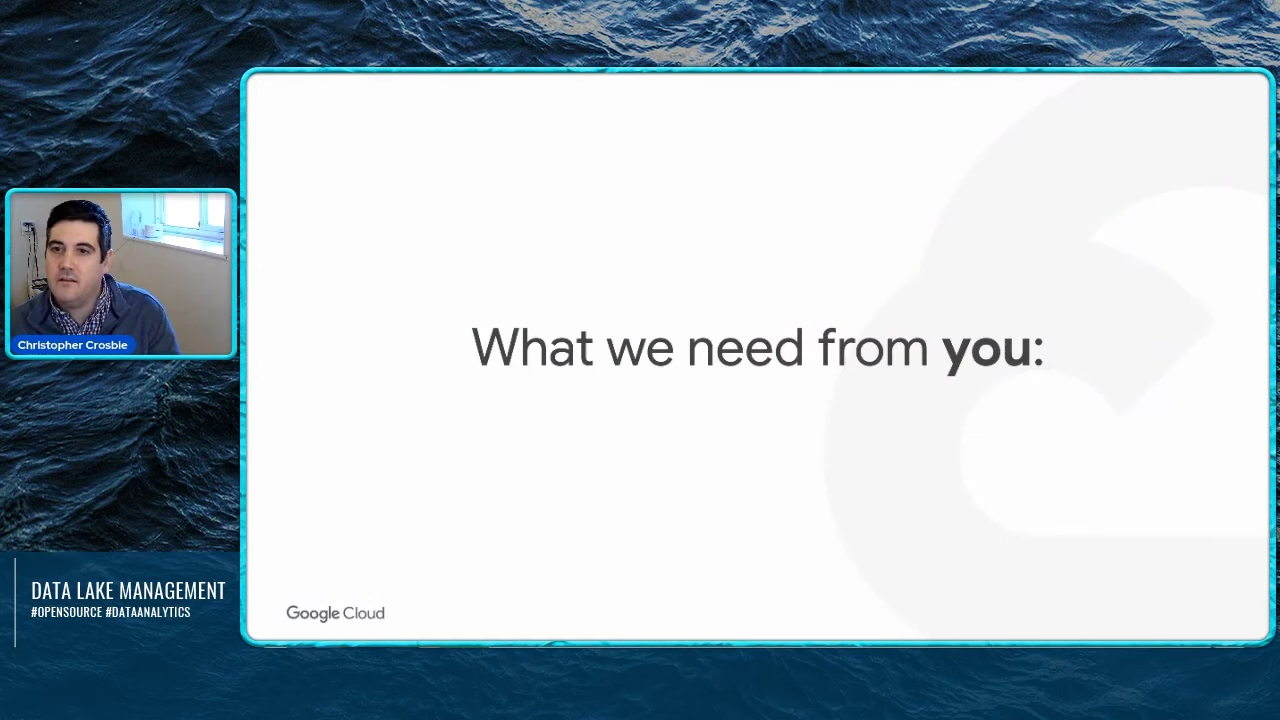 What we need from you:
Christopher Crosbie
DATA LAKE MANAGEMENT
#OPENSOURCE #DATAANALYTICS
Google Cloud